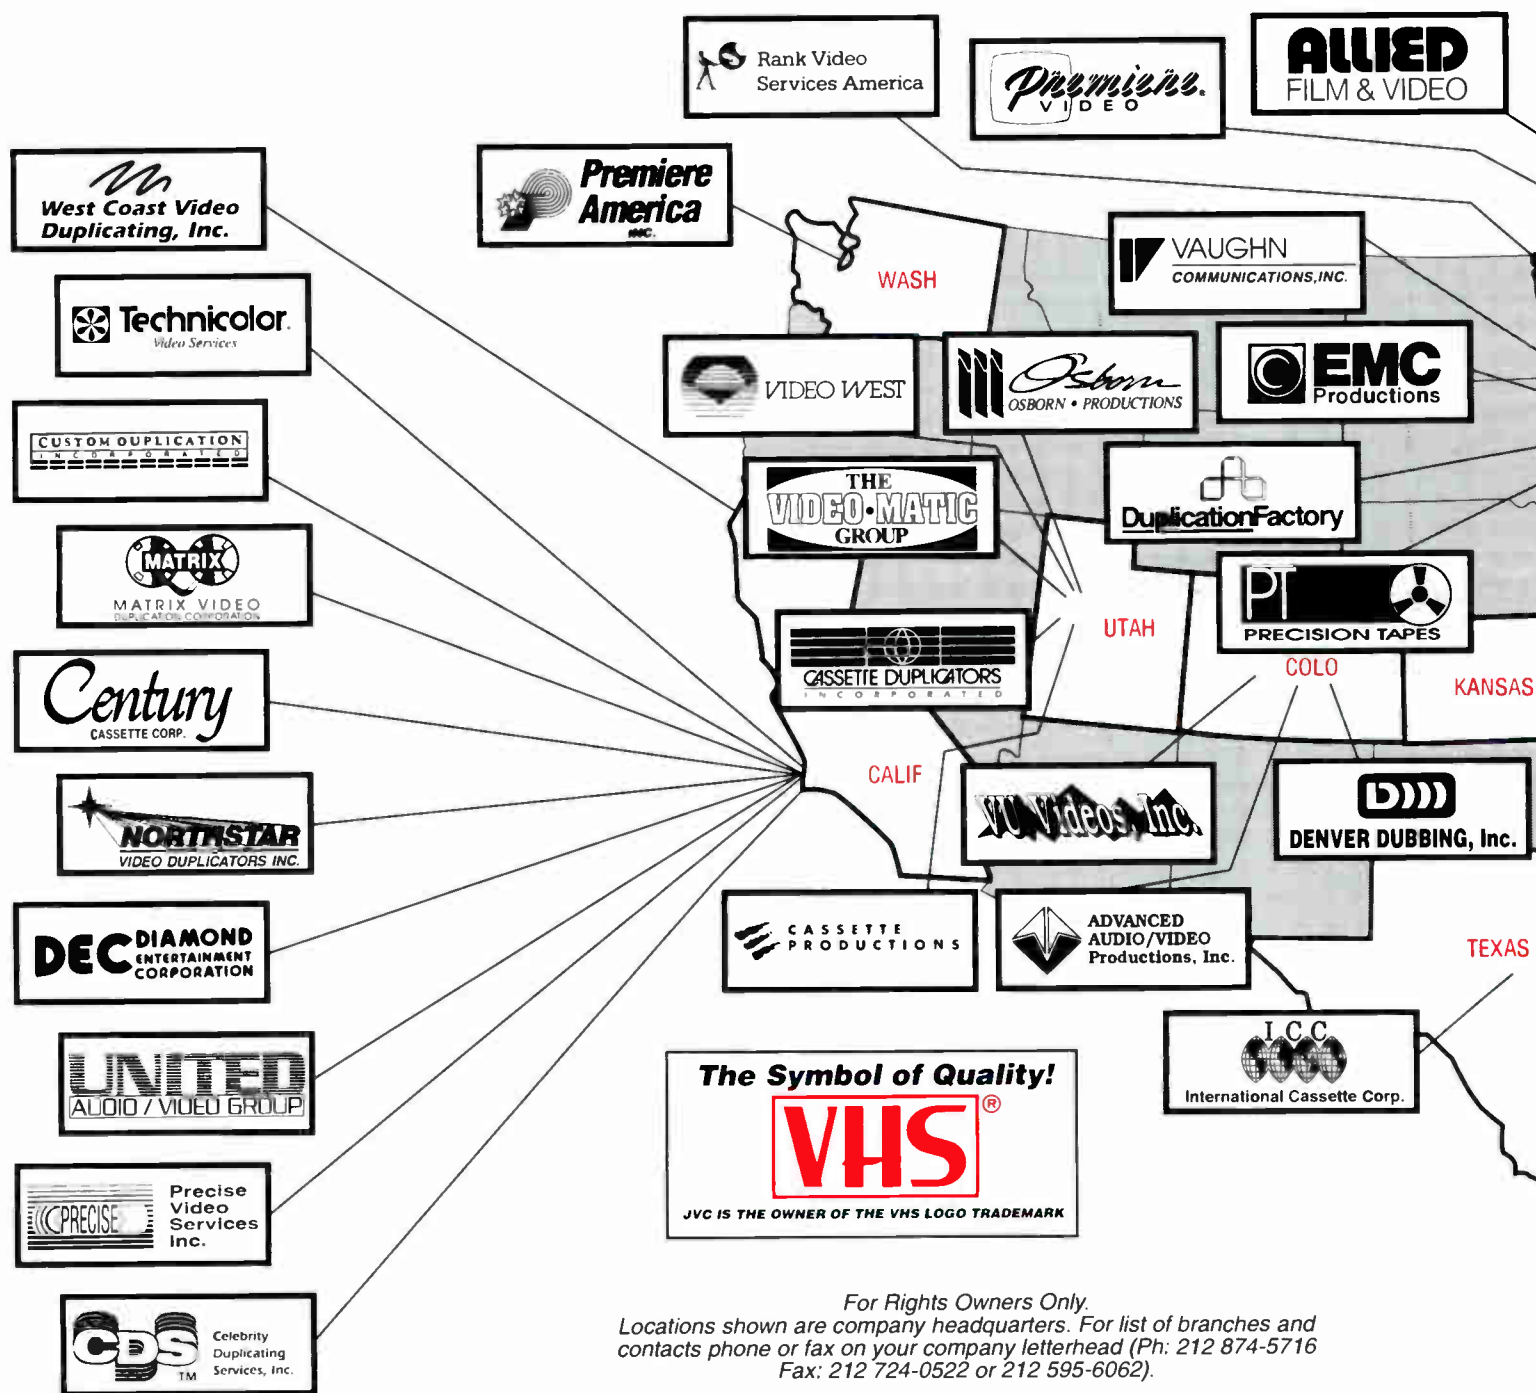 Rank Video
Services America
Premiere
VIDEO
ALLIED
FILM & VIDEO
West Coast Video
Duplicating, Inc.
Premiere
America
INC.
WASH
VAUGHN
COMMUNICATIONS, INC.
Technicolor
Video Services
VIDEO WEST
Osborn
OSBORN • PRODUCTIONS
EMC
Productions
CUSTOM DUPLICATION
INCORPORATED
THE
VIDEO•MATIC
GROUP
DuplicationFactory
MATRIX
MATRIX VIDEO
DUPLICATION CORPORATION
PT
PRECISION TAPES
UTAH
CASSETTE DUPLICATORS
INCORPORATED
COLO
KANSAS
Century
CASSETTE CORP.
CALIF
NORTHSTAR
VIDEO DUPLICATORS INC.
VU Videos, Inc.
D
DENVER DUBBING, Inc.
DEC DIAMOND
ENTERTAINMENT
CORPORATION
CASSETTE
PRODUCTIONS
ADVANCED
AUDIO/VIDEO
Productions, Inc.
TEXAS
UNITED
AUDIO / VIDEO GROUP
ICC
International Cassette Corp.
The Symbol of Quality!
VHS®
JVC IS THE OWNER OF THE VHS LOGO TRADEMARK
PRECISE
Precise
Video
Services
Inc.
CDS
TM
Celebrity
Duplicating
Services, Inc.
For Rights Owners Only.
Locations shown are company headquarters. For list of branches and
contacts phone or fax on your company letterhead (Ph: 212 874-5716
Fax: 212 724-0522 or 212 595-6062).